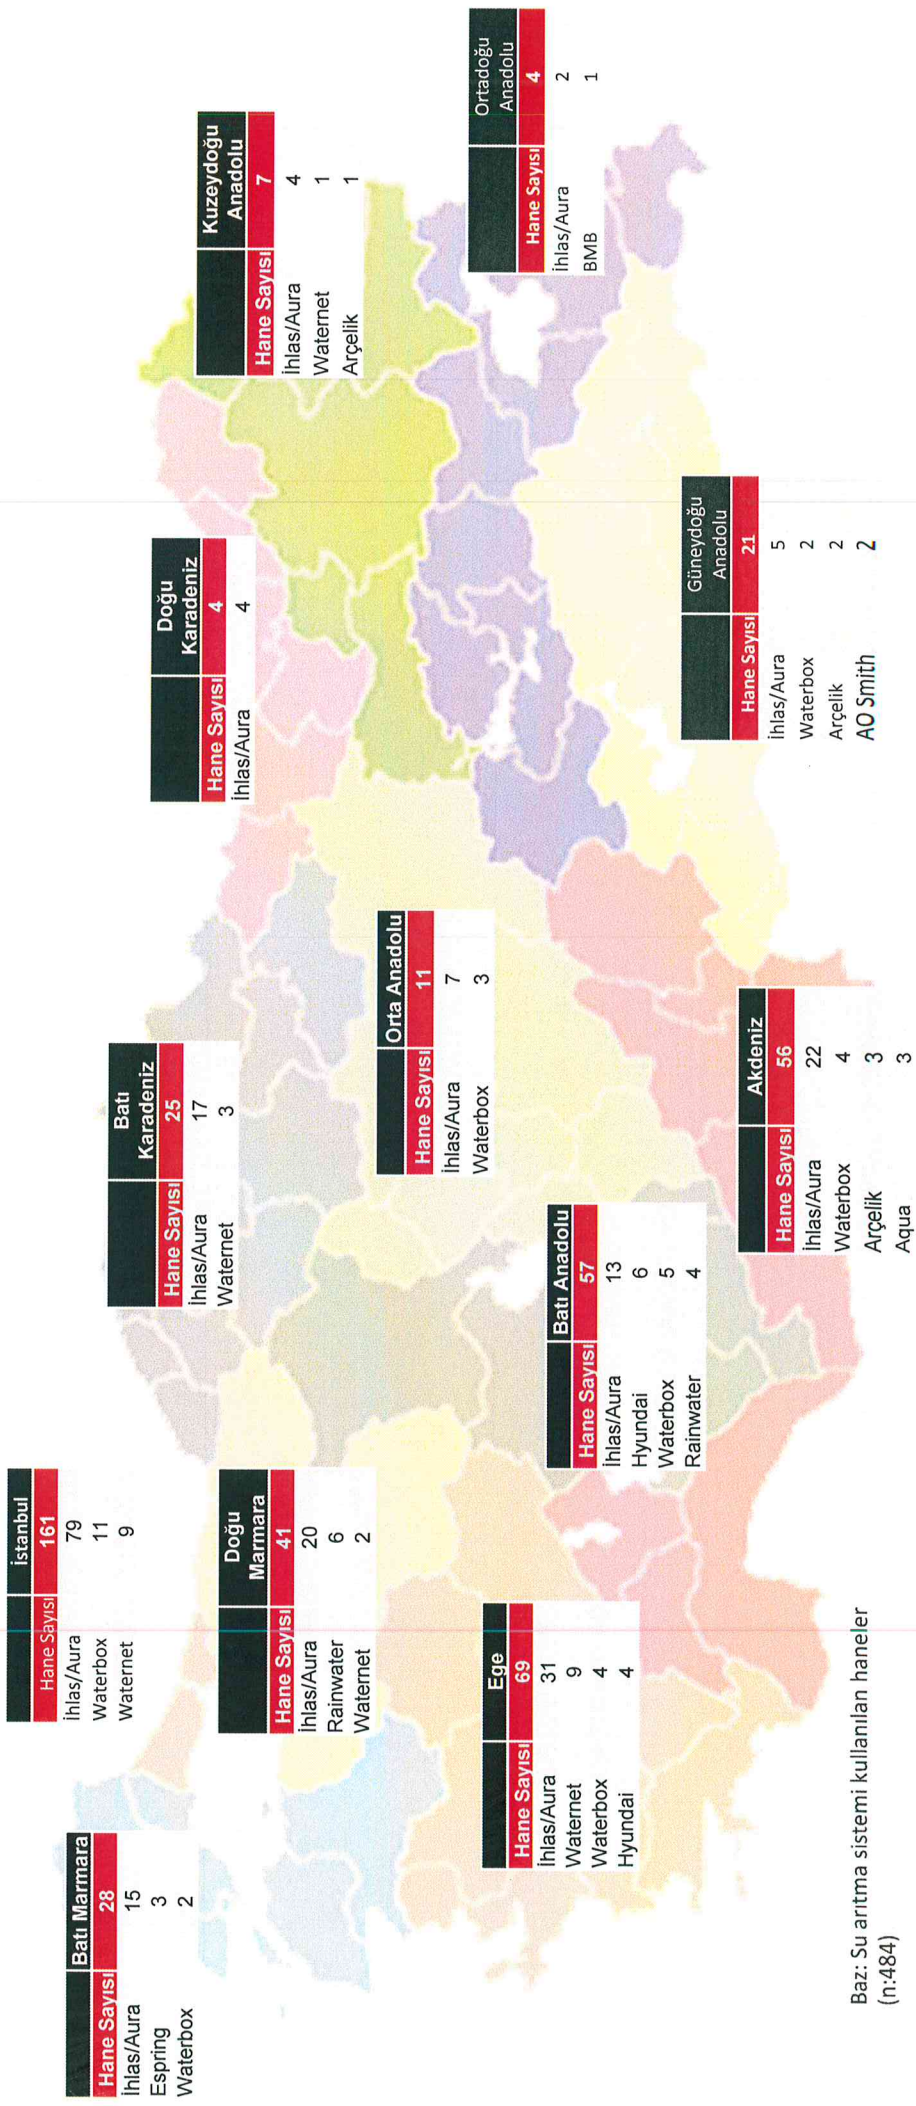 İstanbul
Hane Sayısı 161
İhlas/Aura 79
Waterbox 11
Waternet 9
Batı Marmara
Hane Sayısı 28
İhlas/Aura 15
Espring 3
Waterbox 2
Doğu
Marmara
Hane Sayısı 41
İhlas/Aura 20
Rainwater 6
Waternet 2
Batı
Karadeniz
Hane Sayısı 25
İhlas/Aura 17
Waternet 3
Doğu
Karadeniz
Hane Sayısı 4
İhlas/Aura 4
Kuzeydoğu
Anadolu
Hane Sayısı 7
İhlas/Aura 4
Waternet 1
Arçelik 1
Orta Anadolu
Hane Sayısı 11
İhlas/Aura 7
Waterbox 3
Ortadoğu
Anadolu
Hane Sayısı 4
İhlas/Aura 2
BMB 1
Ege
Hane Sayısı 69
İhlas/Aura 31
Waternet 9
Waterbox 4
Hyundai 4
Batı Anadolu
Hane Sayısı 57
İhlas/Aura 13
Hyundai 6
Waterbox 5
Rainwater 4
Akdeniz
Hane Sayısı 56
İhlas/Aura 22
Waterbox 4
Arçelik 3
Aqua 3
Güneydoğu
Anadolu
Hane Sayısı 21
İhlas/Aura 5
Waterbox 2
Arçelik 2
AO Smith 2
Baz: Su arıtma sistemi kullanılan haneler
(n:484)